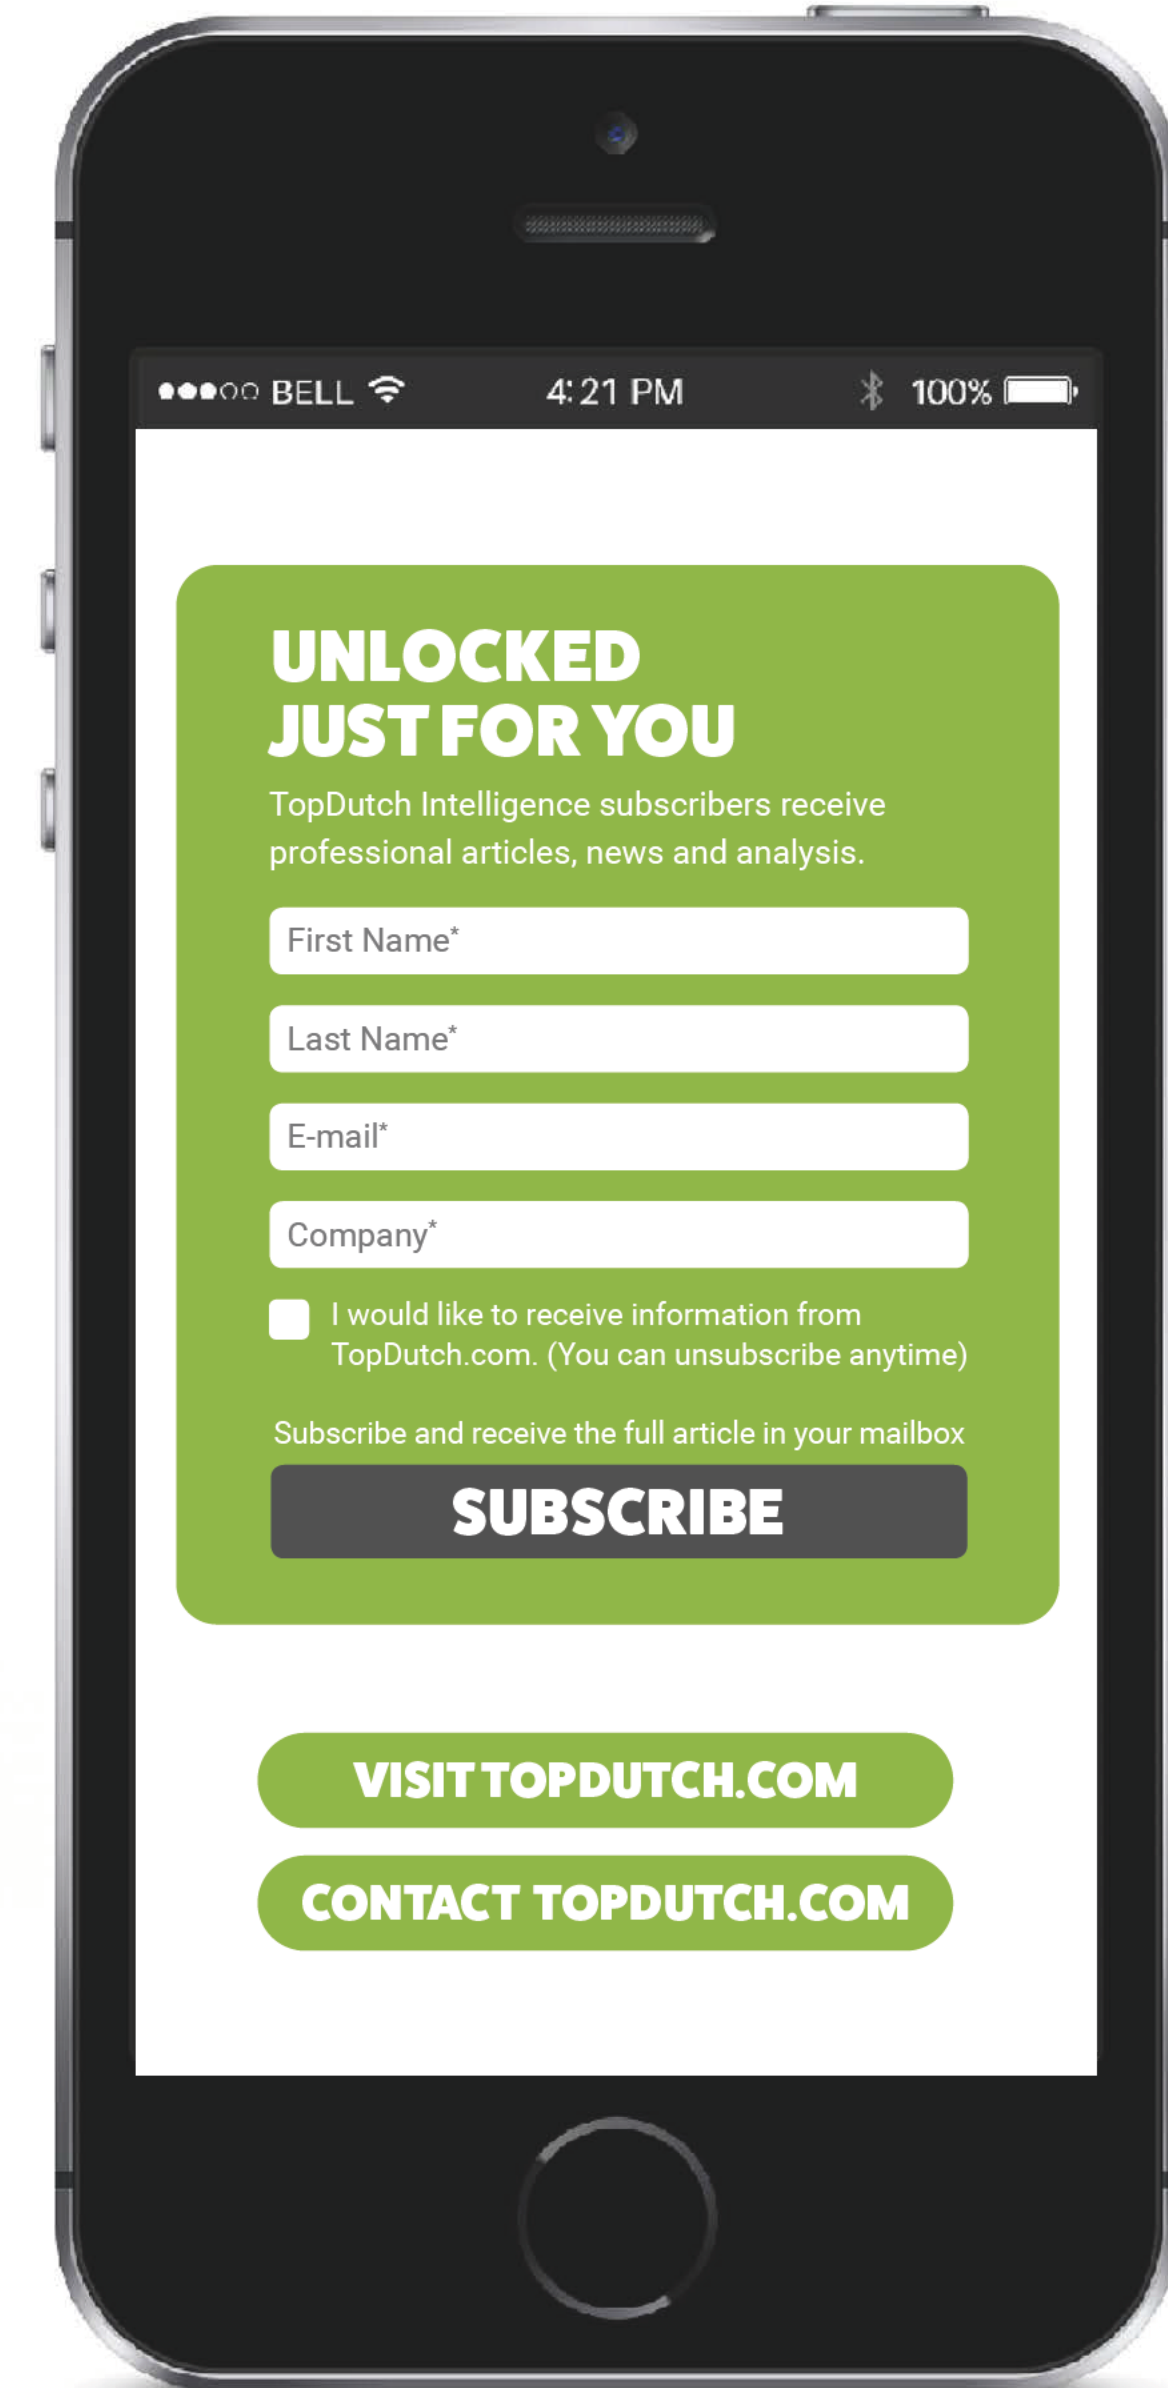 BELL 4:21 PM 100%
UNLOCKED
JUST FOR YOU
TopDutch Intelligence subscribers receive
professional articles, news and analysis.
First Name*
Last Name*
E-mail*
Company*
I would like to receive information from
TopDutch.com. (You can unsubscribe anytime)
Subscribe and receive the full article in your mailbox
SUBSCRIBE
VISIT TOPDUTCH.COM
CONTACT TOPDUTCH.COM